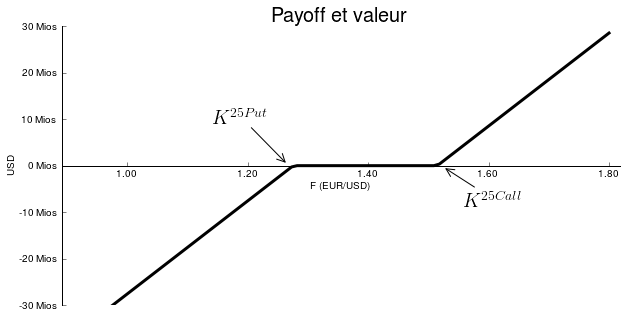 Payoff et valeur
30 Mios
20 Mios
10 Mios
0 Mios
-10 Mios
-20 Mios
-30 Mios
USD
K^{25Put}
1.00 1.20 1.40 1.60 1.80
F (EUR/USD)
K^{25Call}